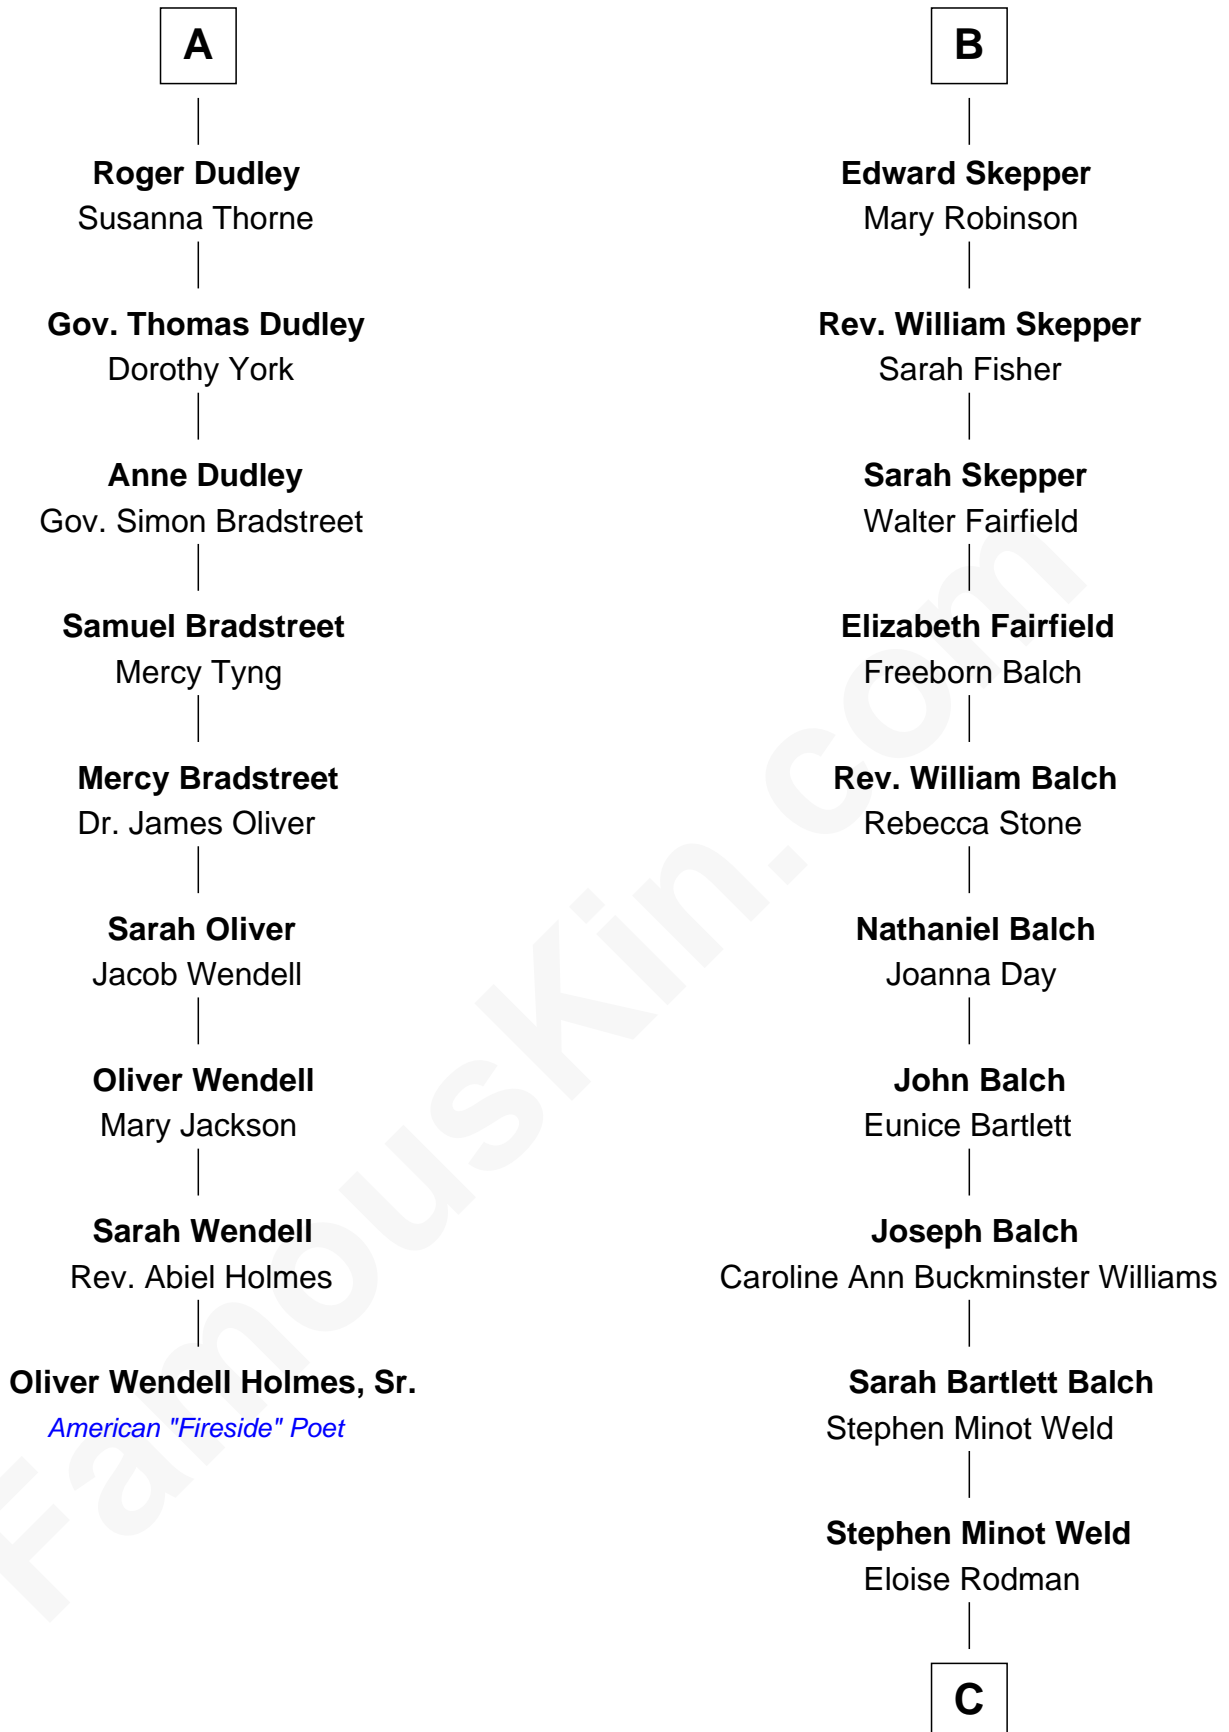 A
Roger Dudley
Susanna Thorne
Gov. Thomas Dudley
Dorothy York
Anne Dudley
Gov. Simon Bradstreet
Samuel Bradstreet
Mercy Tyng
Mercy Bradstreet
Dr. James Oliver
Sarah Oliver
Jacob Wendell
Oliver Wendell
Mary Jackson
Sarah Wendell
Rev. Abiel Holmes
Oliver Wendell Holmes, Sr.
American "Fireside" Poet
B
Edward Skepper
Mary Robinson
Rev. William Skepper
Sarah Fisher
Sarah Skepper
Walter Fairfield
Elizabeth Fairfield
Freeborn Balch
Rev. William Balch
Rebecca Stone
Nathaniel Balch
Joanna Day
John Balch
Eunice Bartlett
Joseph Balch
Caroline Ann Buckminster Williams
Sarah Bartlett Balch
Stephen Minot Weld
Stephen Minot Weld
Eloise Rodman
C
FamousKin.com